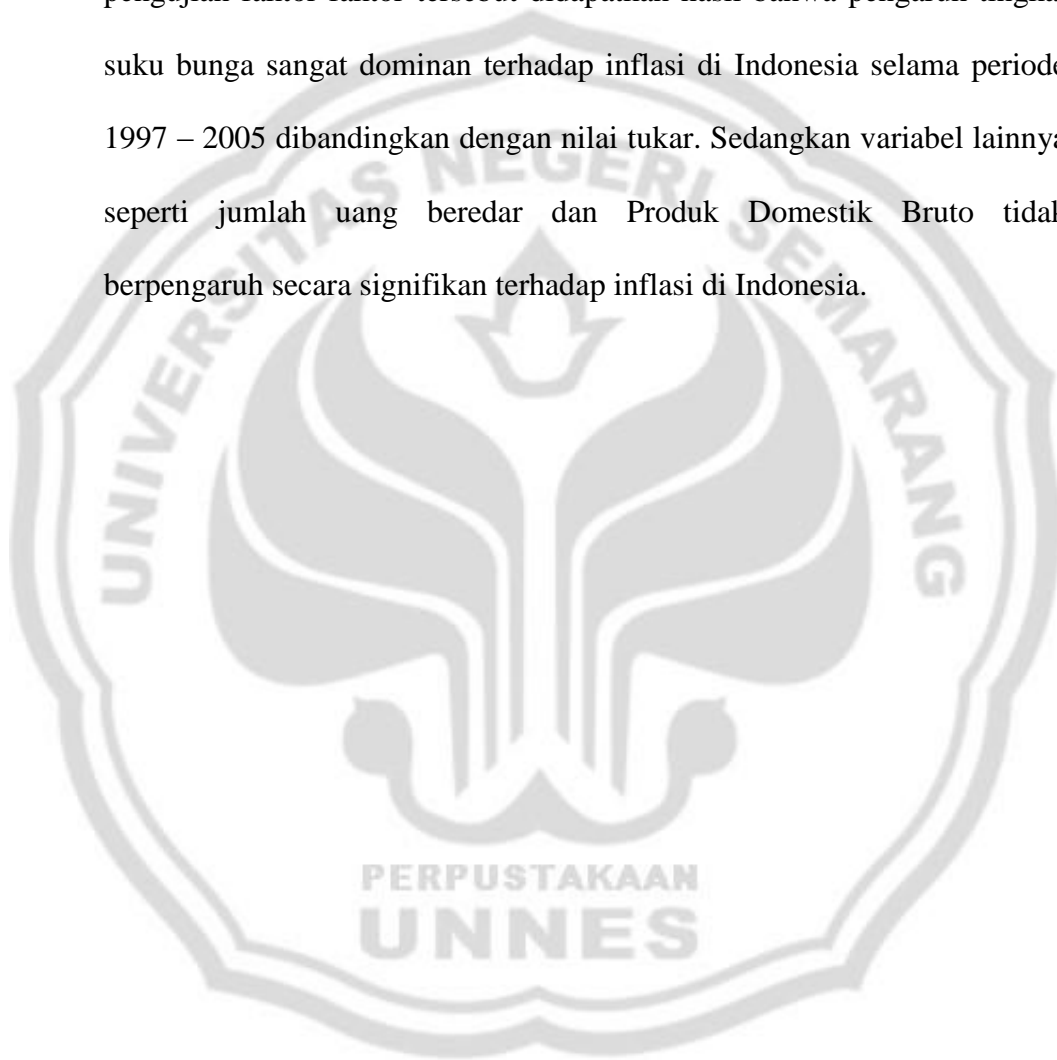 suku bunga sangat dominan terhadap inflasi di Indonesia selama periode
1997 – 2005 dibandingkan dengan nilai tukar. Sedangkan variabel lainnya
seperti jumlah uang beredar dan Produk Domestik Bruto tidak
berpengaruh secara signifikan terhadap inflasi di Indonesia.
UNIVERSITAS NEGERI SEMARANG
PERPUSTAKAAN
UNNES